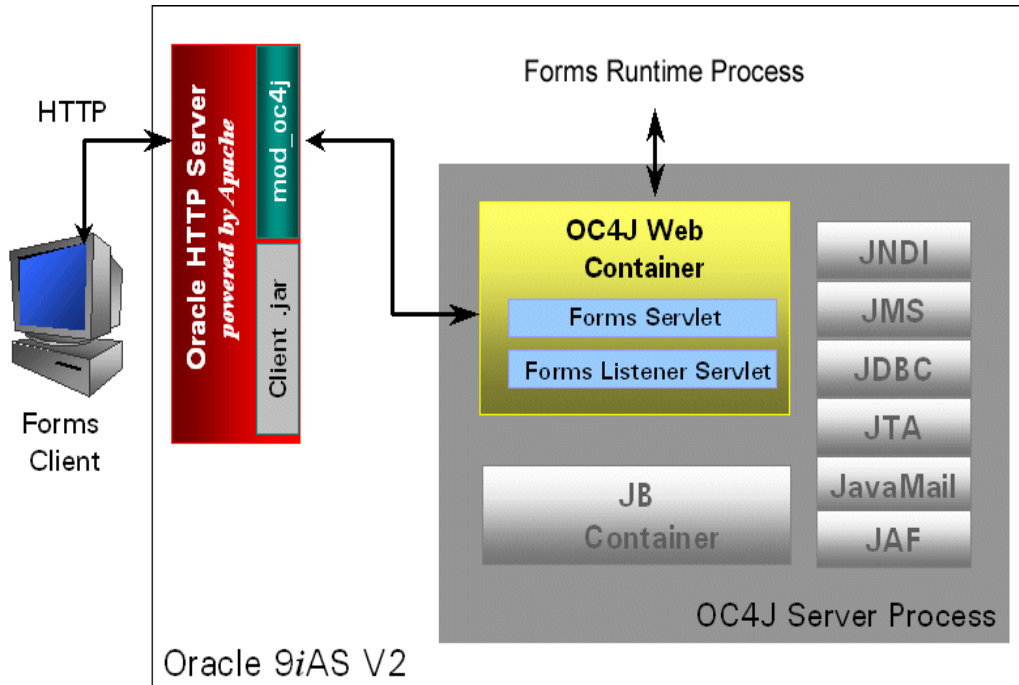 HTTP
Forms
Client
Oracle HTTP Server
powered by Apache
mod_oc4j
Client .jar
Forms Runtime Process
OC4J Web
Container
Forms Servlet
Forms Listener Servlet
JB
Container
JNDI
JMS
JDBC
JTA
JavaMail
JAF
OC4J Server Process
Oracle 9iAS V2